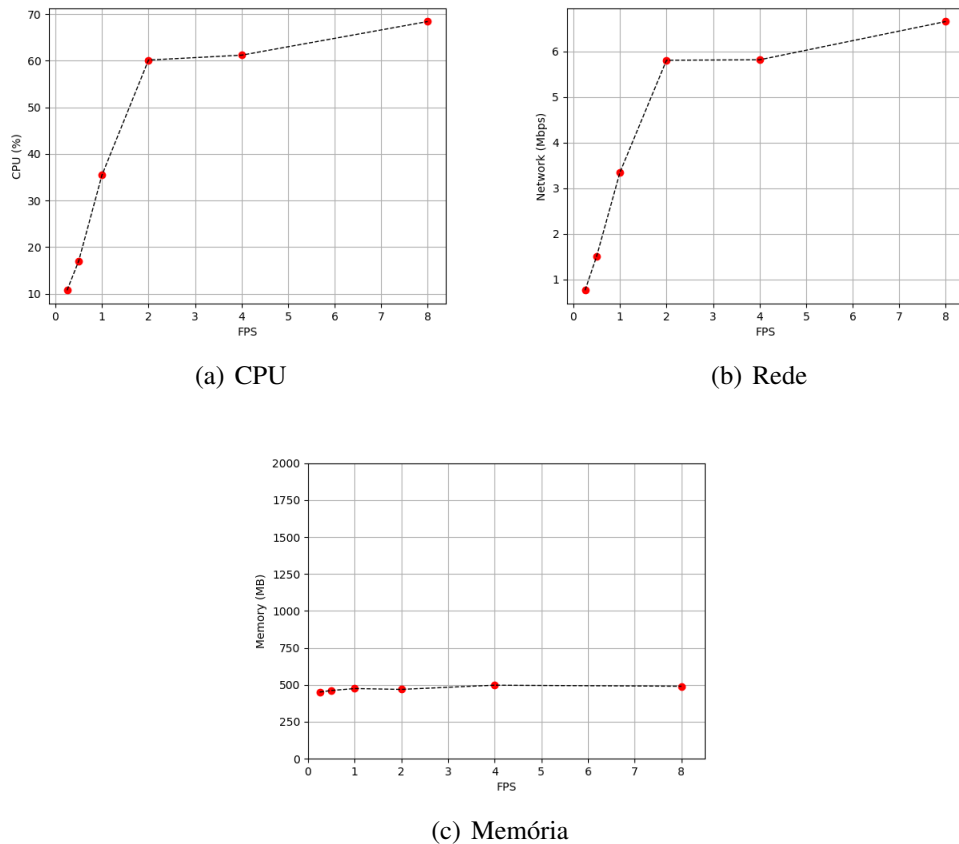 70
60
50
40
30
20
10
CPU (%)
0 1 2 3 4 5 6 7 8
FPS
(a) CPU
6
5
4
3
2
1
Network (Mbps)
0 1 2 3 4 5 6 7 8
FPS
(b) Rede
2000
1750
1500
1250
1000
750
500
250
0
Memory (MB)
0 1 2 3 4 5 6 7 8
FPS
(c) Memória